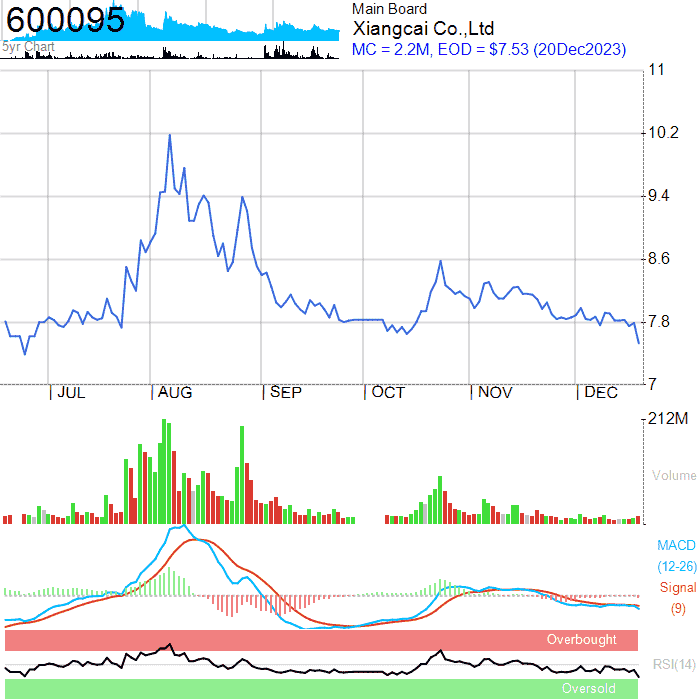 600095
5yr Chart
Main Board
Xiangcai Co.,Ltd
MC = 2.2M, EOD = $7.53 (20Dec2023)
11
10.2
9.4
8.6
7.8
7
| JUL | AUG | SEP | OCT | NOV | DEC
212M
Volume
MACD
(12-26)
Signal
(9)
Overbought
RSI(14)
Oversold